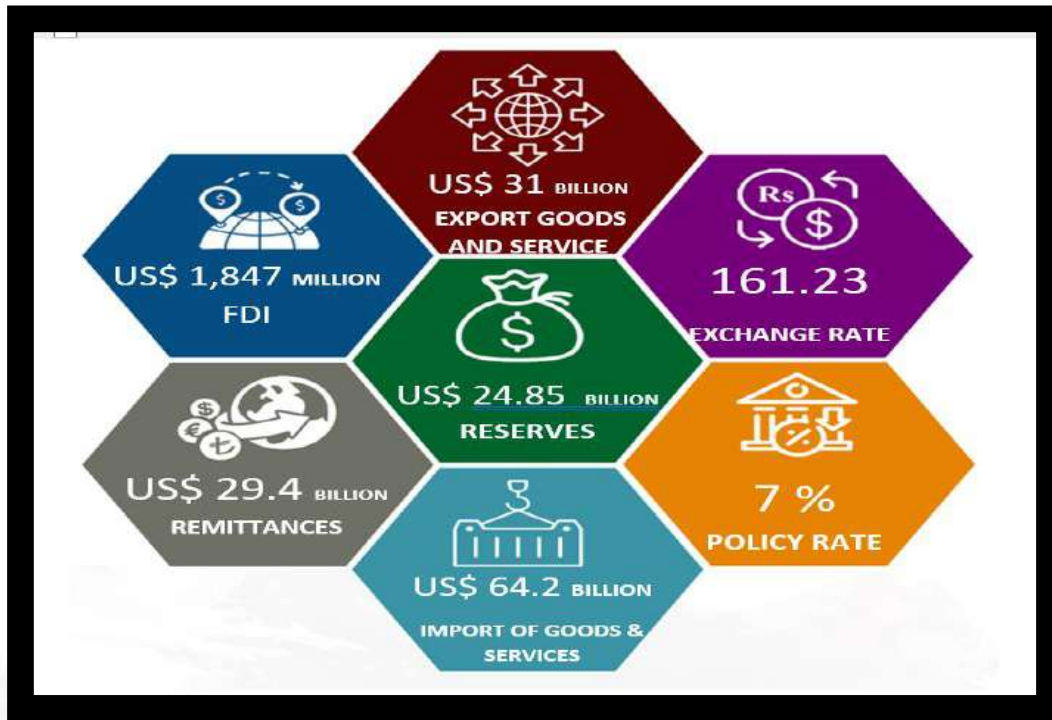 US$ 31 BILLION
EXPORT GOODS
AND SERVICE
US$ 1,847 MILLION
FDI
Rs
$
161.23
EXCHANGE RATE
$
US$ 24.85 BILLION
RESERVES
$
€
₺
US$ 29.4 BILLION
REMITTANCES
%
7 %
POLICY RATE
US$ 64.2 BILLION
IMPORT OF GOODS &
SERVICES